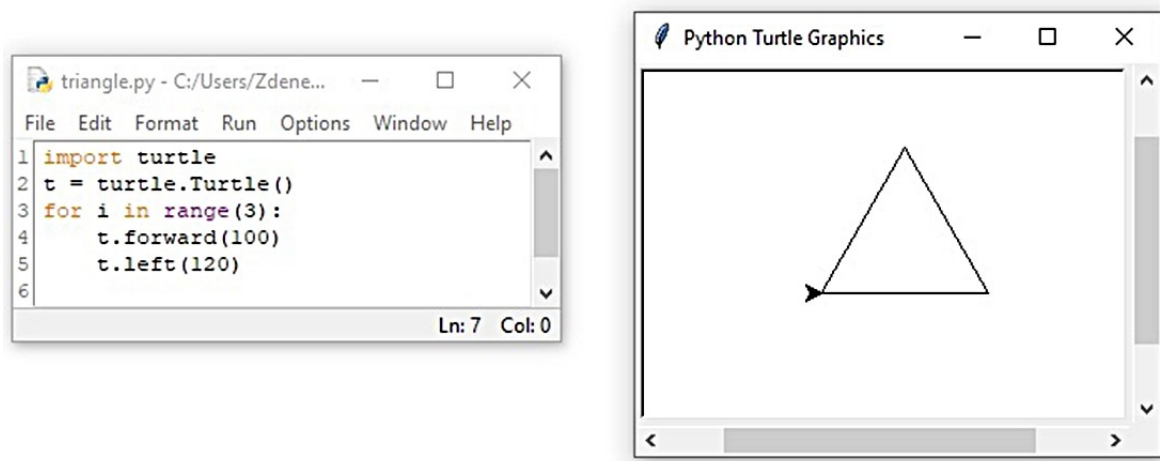 triangle.py - C:/Users/Zdene...
File Edit Format Run Options Window Help
1 import turtle
2 t = turtle.Turtle()
3 for i in range(3):
4     t.forward(100)
5     t.left(120)
6
Ln: 7 Col: 0
Python Turtle Graphics